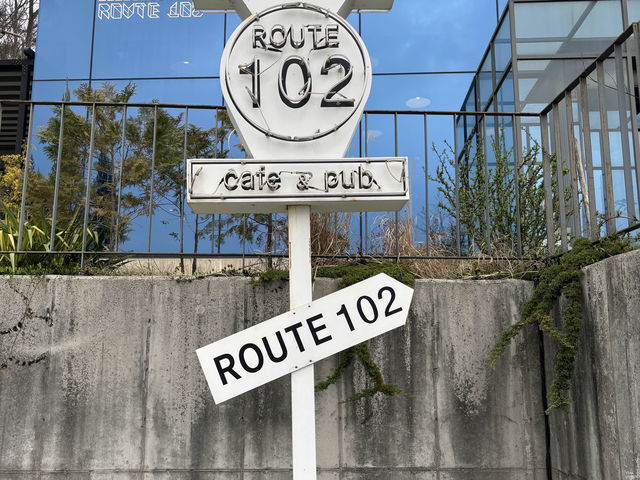 ROUTE 102
ROUTE
102
cafe & pub
ROUTE 102